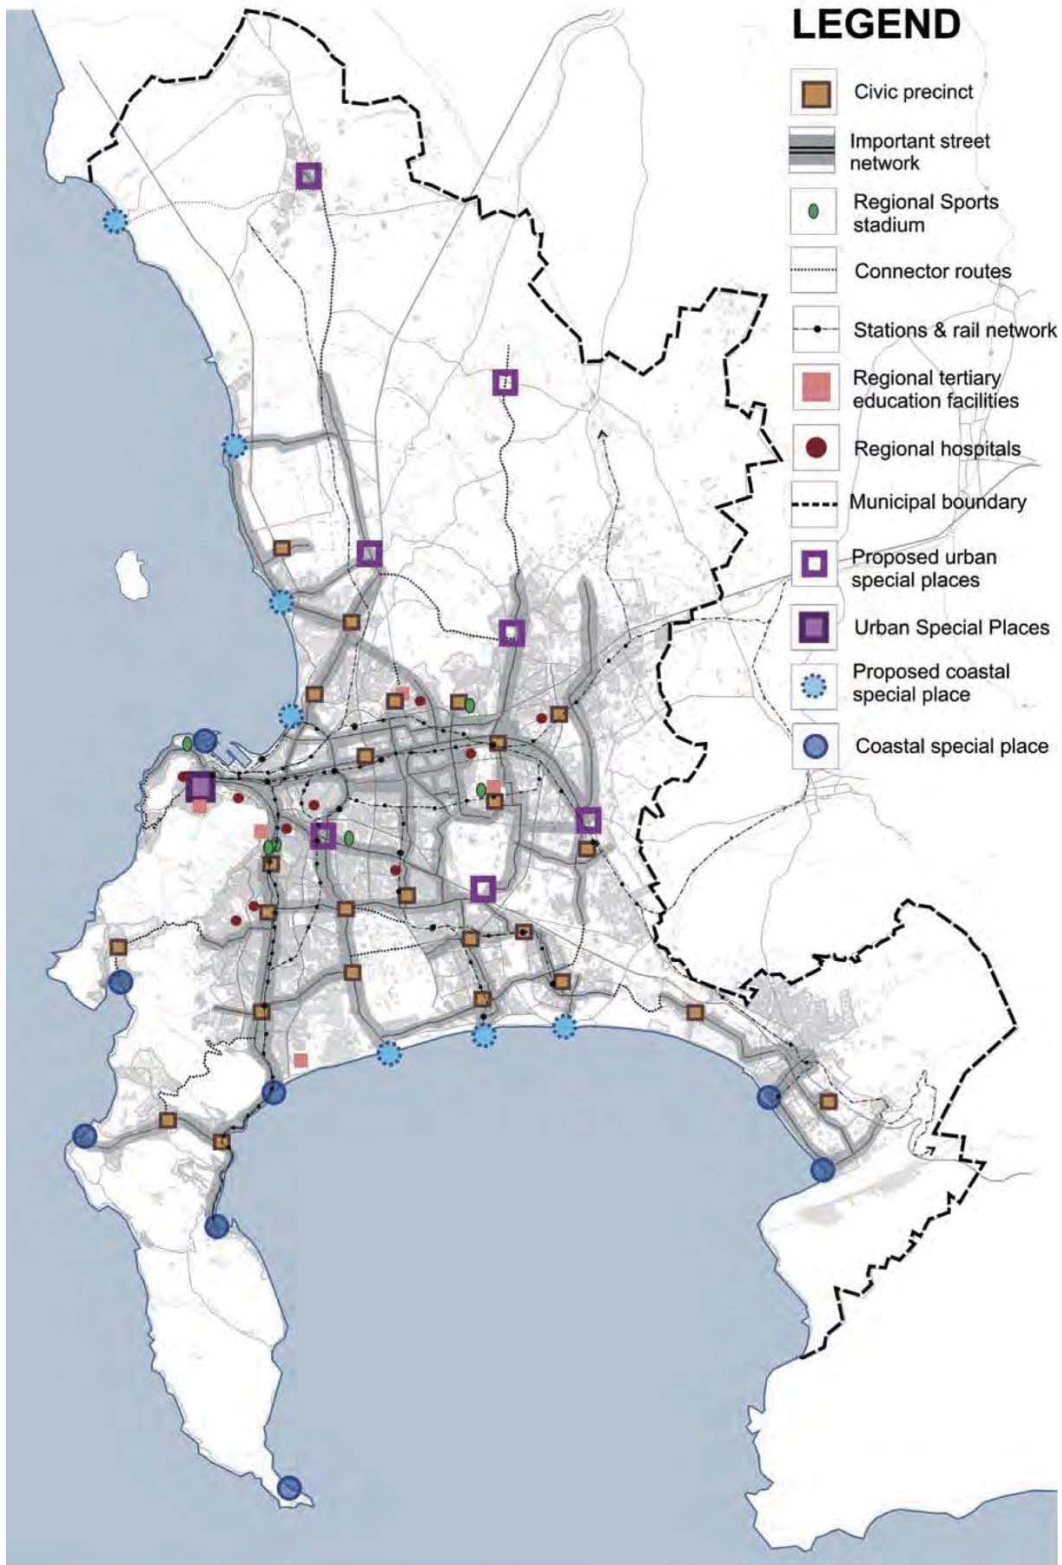 LEGEND
Civic precinct
Important street
network
Regional Sports
stadium
Connector routes
Stations & rail network
Regional tertiary
education facilities
Regional hospitals
Municipal boundary
Proposed urban
special places
Urban Special Places
Proposed coastal
special place
Coastal special place